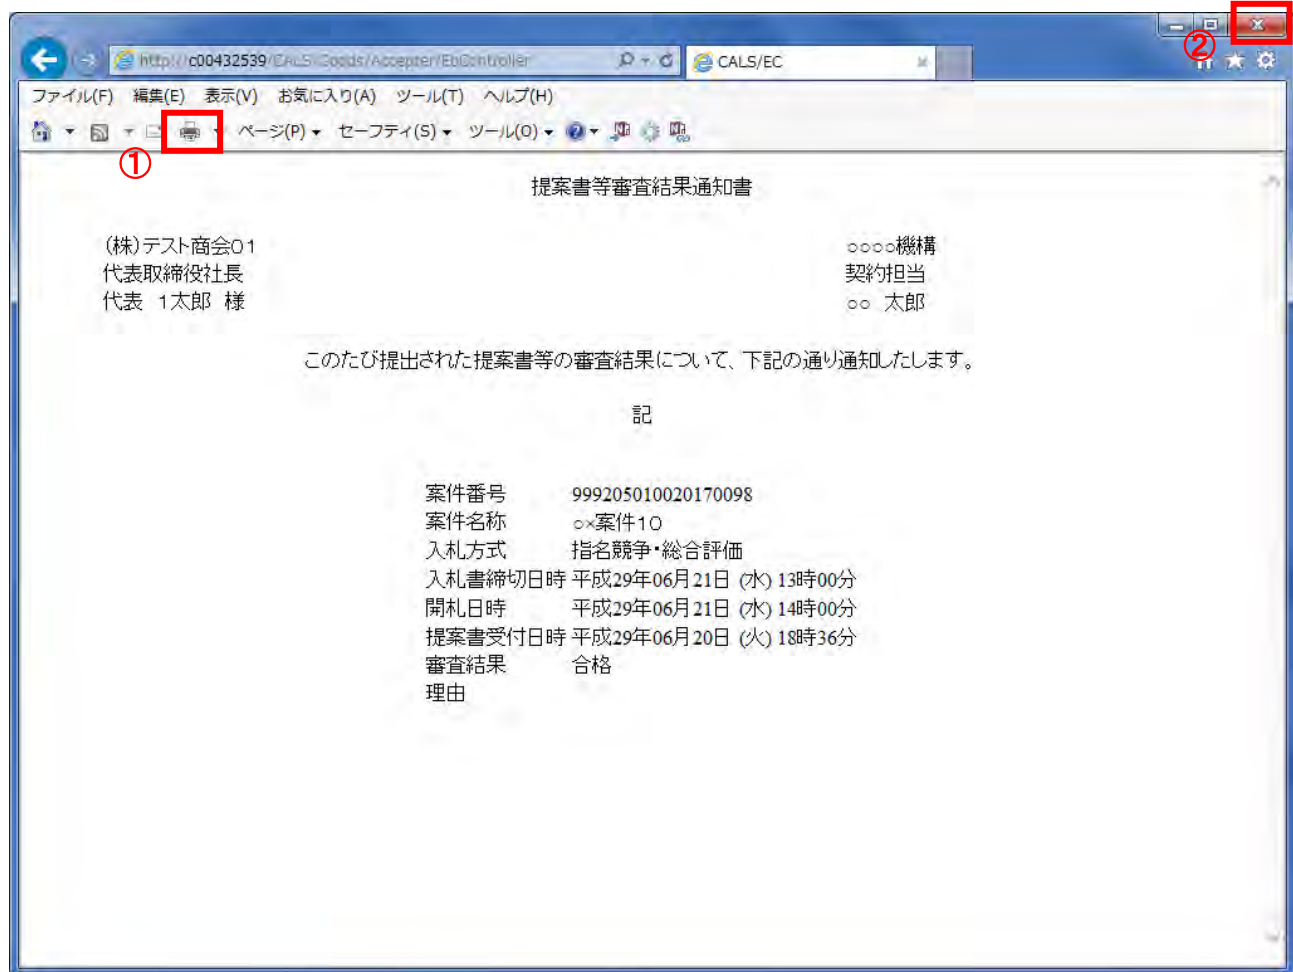 ②
http://c00432539/CALS/Goods/Accepter/EbController
CALS/EC
ファイル(F) 編集(E) 表示(V) お気に入り(A) ツール(T) ヘルプ(H)
ページ(P) セーフティ(S) ツール(O)
①
提案書等審査結果通知書
(株)テスト商会01 ○○○○機構
代表取締役社長 契約担当
代表 1太郎 様 ○○ 太郎
このたび提出された提案書等の審査結果について、下記の通り通知したします。
記
案件番号 999205010020170098
案件名称 ○×案件10
入札方式 指名競争・総合評価
入札書締切日時 平成29年06月21日 (水) 13時00分
開札日時 平成29年06月21日 (水) 14時00分
提案書受付日時 平成29年06月20日 (火) 18時36分
審査結果 合格
理由